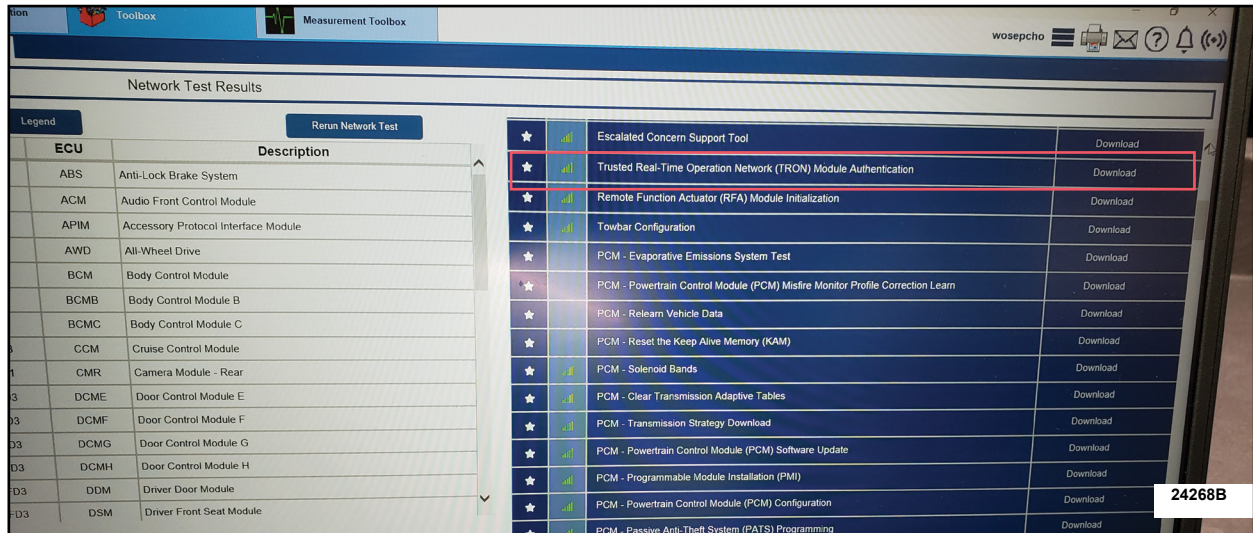 tion
Toolbox
Measurement Toolbox
wosepcho
Network Test Results
Legend
Rerun Network Test
ECU Description
ABS Anti-Lock Brake System
ACM Audio Front Control Module
APIM Accessory Protocol Interface Module
AWD All-Wheel Drive
BCM Body Control Module
BCMB Body Control Module B
BCMC Body Control Module C
CCM Cruise Control Module
CMR Camera Module - Rear
DCME Door Control Module E
D3 DCMF Door Control Module F
D3 DCMG Door Control Module G
D3 DCMH Door Control Module H
FD3 DDM Driver Door Module
FD3 DSM Driver Front Seat Module
Escalated Concern Support Tool Download
Trusted Real-Time Operation Network (TRON) Module Authentication Download
Remote Function Actuator (RFA) Module Initialization Download
Towbar Configuration Download
PCM - Evaporative Emissions System Test Download
PCM - Powertrain Control Module (PCM) Misfire Monitor Profile Correction Learn Download
PCM - Relearn Vehicle Data Download
PCM - Reset the Keep Alive Memory (KAM) Download
PCM - Solenoid Bands Download
PCM - Clear Transmission Adaptive Tables Download
PCM - Transmission Strategy Download Download
PCM - Powertrain Control Module (PCM) Software Update Download
PCM - Programmable Module Installation (PMI) Download
PCM - Powertrain Control Module (PCM) Configuration Download
PCM - Passive Anti-Theft System (PATS) Programming Download
24268B